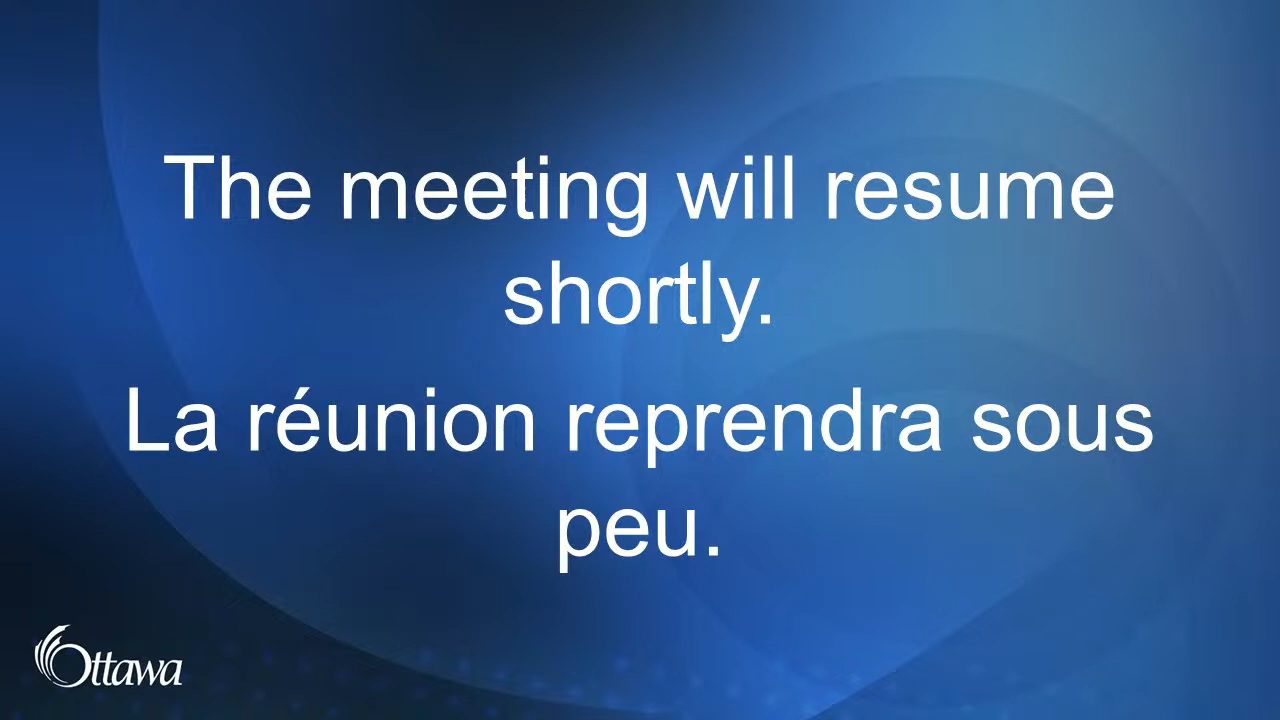 The meeting will resume
shortly.
La réunion reprendra sous
peu.
Ottawa